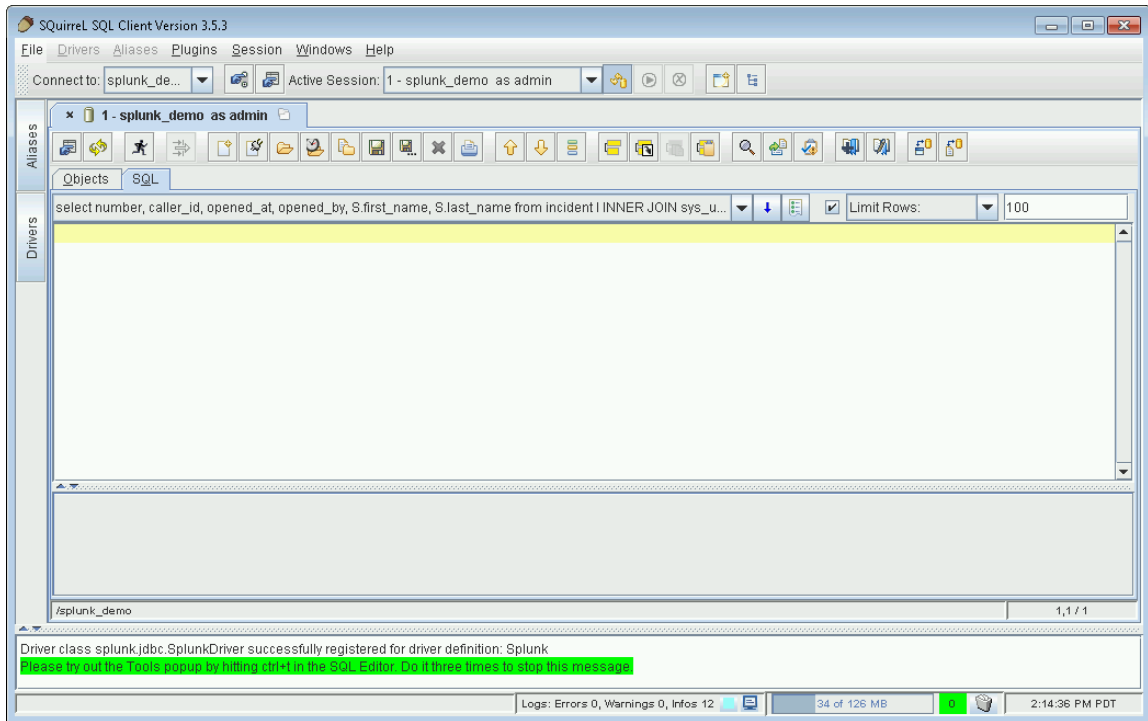 SQuirreL SQL Client Version 3.5.3
File Drivers Aliases Plugins Session Windows Help
Connect to: splunk_de... Active Session: 1 - splunk_demo as admin
Aliases
Drivers
1 - splunk_demo as admin
Objects SQL
select number, caller_id, opened_at, opened_by, S.first_name, S.last_name from incident I INNER JOIN sys_u... Limit Rows: 100
/splunk_demo 1,1 / 1
Driver class splunk.jdbc.SplunkDriver successfully registered for driver definition: Splunk
Please try out the Tools popup by hitting ctrl+t in the SQL Editor. Do it three times to stop this message.
Logs: Errors 0, Warnings 0, Infos 12 34 of 126 MB 0 2:14:36 PM PDT